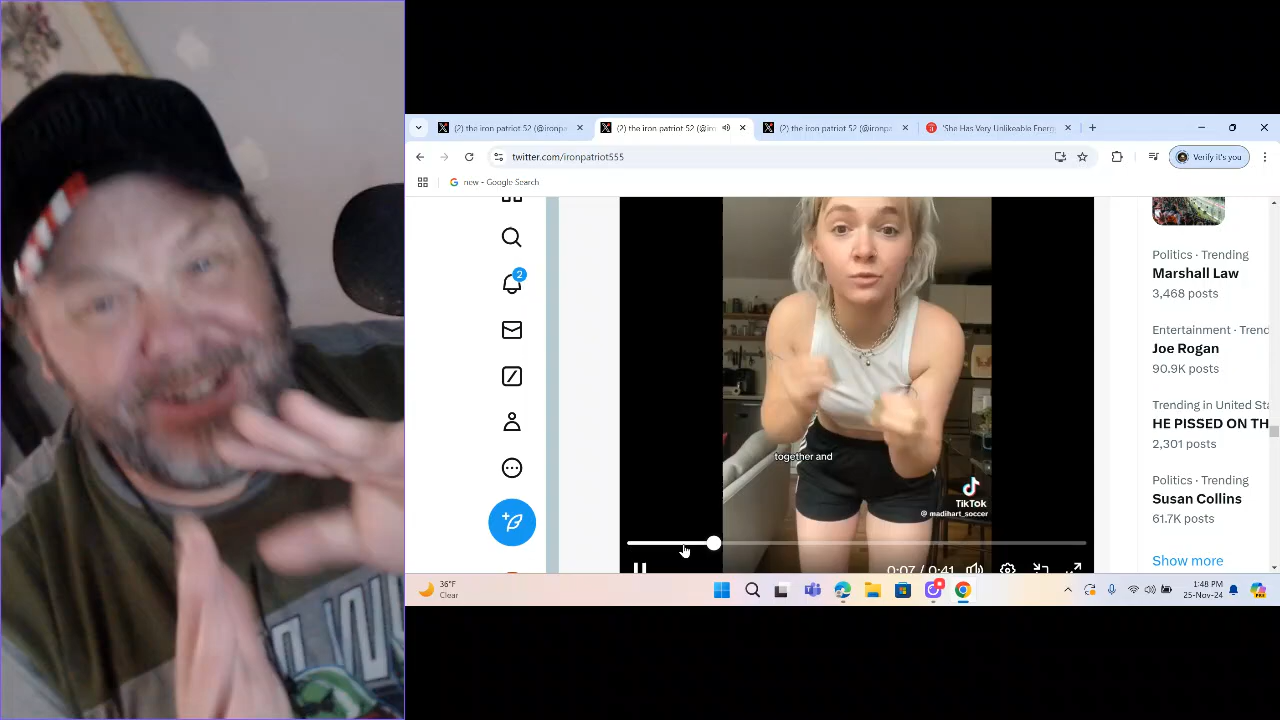 (2) the iron patriot 52 (@ironpa
(2) the iron patriot 52 (@iro
(2) the iron patriot 52 (@ironpa
'She Has Very Unlikeable Energ
twitter.com/ironpatriot555
Verify it's you
new - Google Search
2
together and
TikTok
@ madihart_soccer
0:07 / 0:41
Politics · Trending
Marshall Law
3,468 posts
Entertainment · Trend
Joe Rogan
90.9K posts
Trending in United Sta
HE PISSED ON TH
2,301 posts
Politics · Trending
Susan Collins
61.7K posts
Show more
36°F
Clear
1:48 PM
25-Nov-24